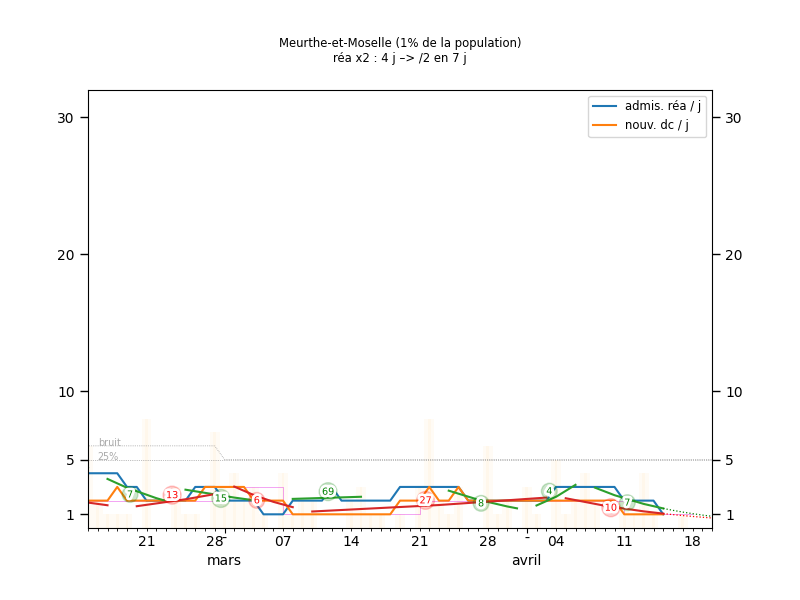 Meurthe-et-Moselle (1% de la population)
réa x2 : 4 j –> /2 en 7 j
admis. réa / j
nouv. dc / j
30 30
20 20
10 10
bruit
25%
5 5
7 13 15 6 69 27 8 4 7 10
1 1
21 28 07 14 21 28 - 04 11 18
mars avril